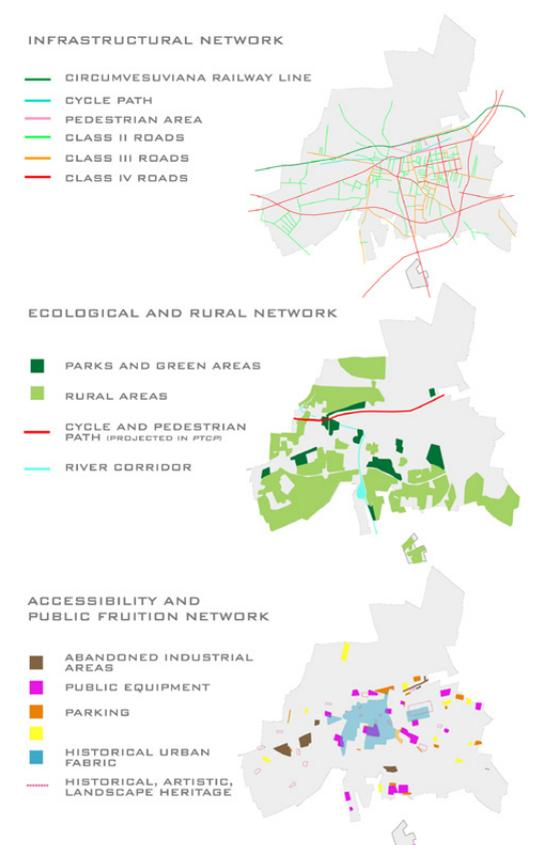 INFRASTRUCTURAL NETWORK
CIRCUMVESUVIANA RAILWAY LINE
CYCLE PATH
PEDESTRIAN AREA
CLASS II ROADS
CLASS III ROADS
CLASS IV ROADS
ECOLOGICAL AND RURAL NETWORK
PARKS AND GREEN AREAS
RURAL AREAS
CYCLE AND PEDESTRIAN
PATH (PROJECTED IN PTCP)
RIVER CORRIDOR
ACCESSIBILITY AND
PUBLIC FRUITION NETWORK
ABANDONED INDUSTRIAL
AREAS
PUBLIC EQUIPMENT
PARKING
HISTORICAL URBAN
FABRIC
HISTORICAL, ARTISTIC,
LANDSCAPE HERITAGE